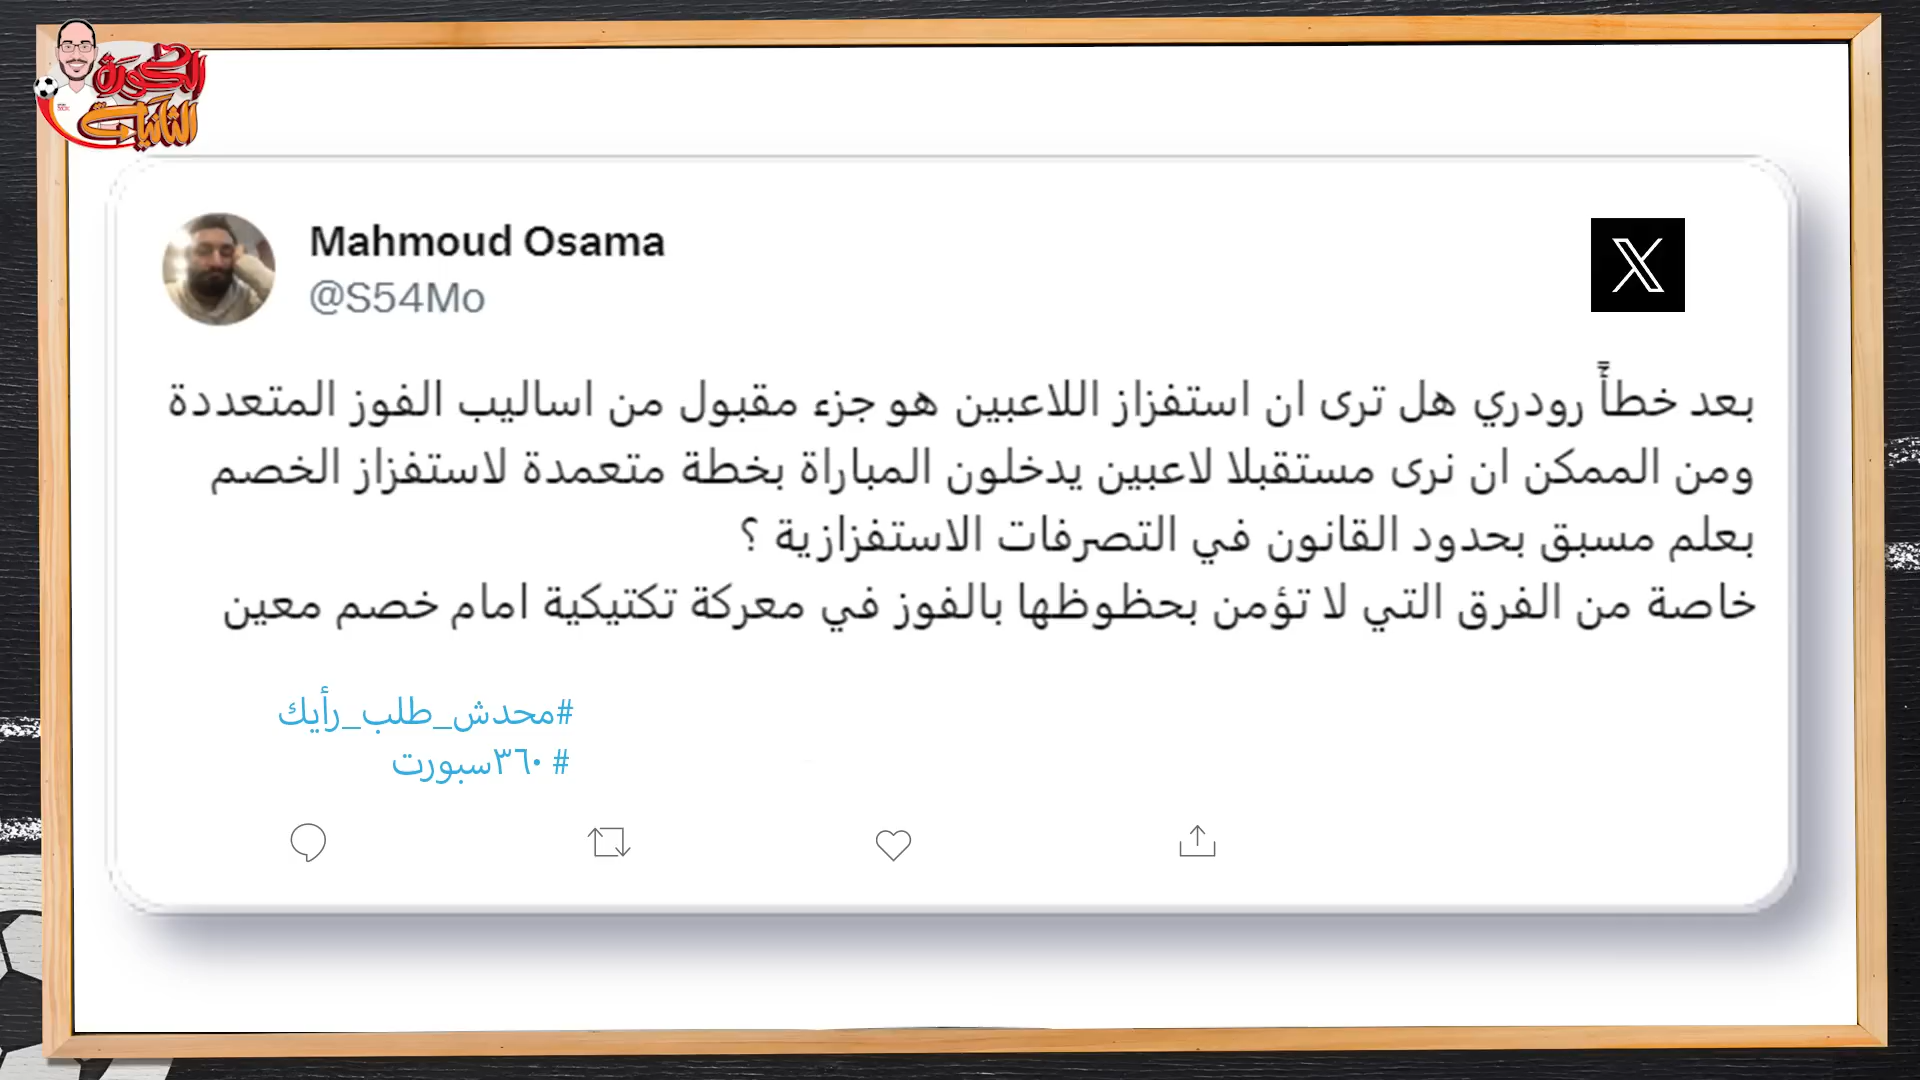 الكورة
الثانية
Mahmoud Osama
@S54Mo
بعد خطأً رودري هل ترى ان استفزاز اللاعبين هو جزء مقبول من اساليب الفوز المتعددة
ومن الممكن ان نرى مستقبلا لاعبين يدخلون المباراة بخطة متعمدة لاستفزاز الخصم
بعلم مسبق بحدود القانون في التصرفات الاستفزازية ؟
خاصة من الفرق التي لا تؤمن بحظوظها بالفوز في معركة تكتيكية امام خصم معين
#محدش_طلب_رأيك
# ٣٦٠سبورت